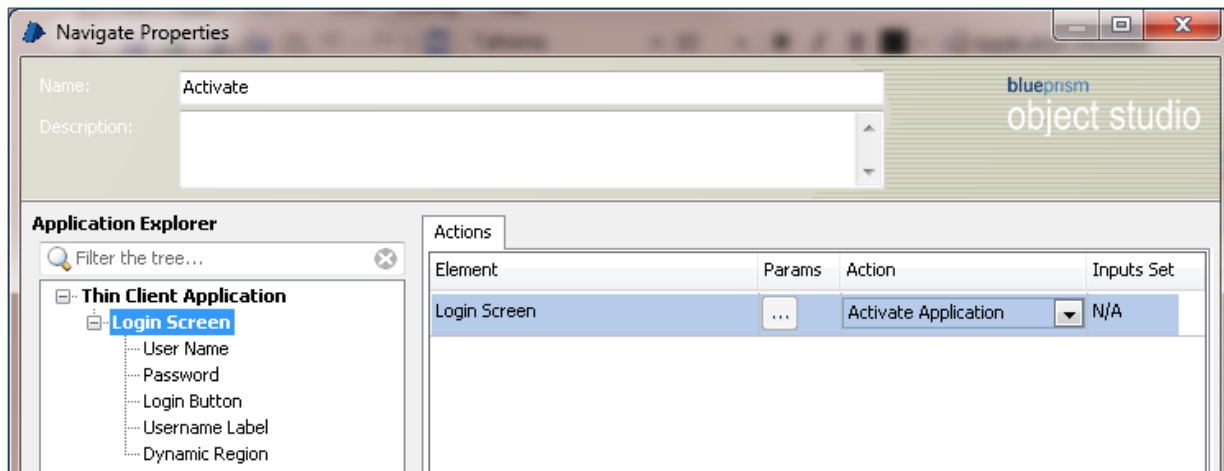 Navigate Properties
Name: Activate
Description:
blueprism
object studio
Application Explorer
Filter the tree...
Thin Client Application
Login Screen
User Name
Password
Login Button
Username Label
Dynamic Region
Actions
Element Params Action Inputs Set
Login Screen ... Activate Application N/A